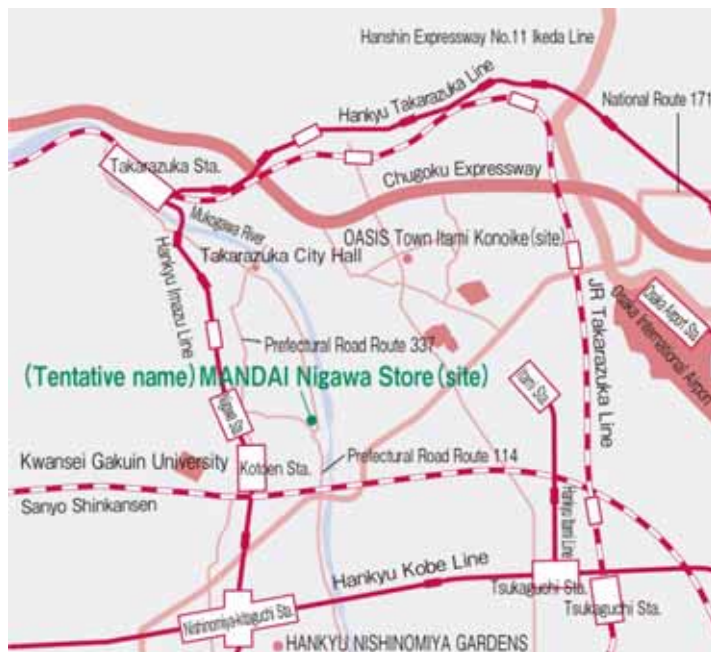 Hanshin Expressway No.11 Ikeda Line
Hankyu Takarazuka Line
National Route 171
Takarazuka Sta.
Chugoku Expressway
Mukogawa River
OASIS Town Itami Konoike(site)
Takarazuka City Hall
Hankyu Imazu Line
Osaka Airport Sta.
Osaka International Airport
JR Takarazuka Line
Prefectural Road Route 337
(Tentative name) MANDAI Nigawa Store(site)
Itami Sta.
Nigawa Sta.
Kwansei Gakuin University
Kotoen Sta.
Prefectural Road Route 114
Sanyo Shinkansen
Hankyu Itami Line
Hankyu Kobe Line
Tsukaguchi Sta.
Tsukaguchi Sta.
Nishinomiya-kitaguchi Sta.
HANKYU NISHINOMIYA GARDENS